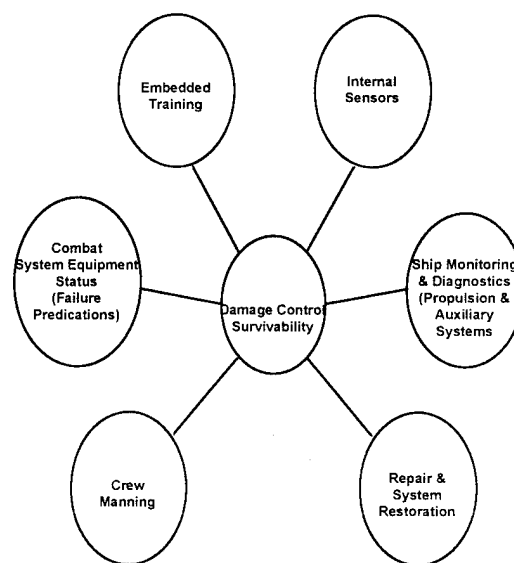 Embedded
Training
Internal
Sensors
Combat
System Equipment
Status
(Failure
Predications)
Damage Control
Survivability
Ship Monitoring
& Diagnostics
(Propulsion &
Auxiliary
Systems
Crew
Manning
Repair &
System
Restoration